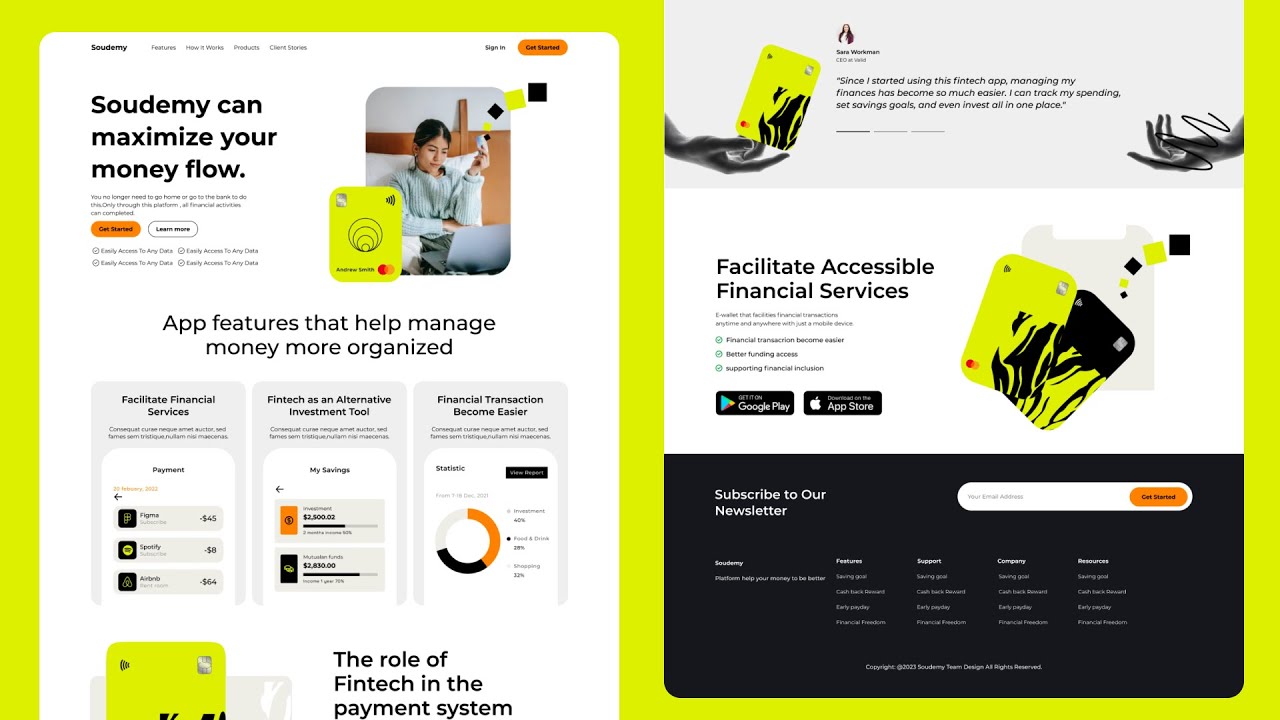 Soudemy
Features
How it Works
Products
Client Stories
Sign In
Get Started
Soudemy can
maximize your
money flow.
You no longer need to go home or go to the bank to do
this.Only through this platform , all financial activities
can completed.
Get Started
Learn more
Easily Access To Any Data
Easily Access To Any Data
Easily Access To Any Data
Easily Access To Any Data
Andrew Smith
App features that help manage
money more organized
Facilitate Financial
Services
Consequat curae neque amet auctor, sed
fames sem tristique,nullam nisi maecenas.
Payment
20 february, 2022
Figma
Subscribe
-$45
Spotify
Subscribe
-$8
Airbnb
Rent room
-$64
Fintech as an Alternative
Investment Tool
Consequat curae neque amet auctor, sed
fames sem tristique,nullam nisi maecenas.
My Savings
Investment
$2,500.02
2 months income 50%
Mutusten funds
$2,830.00
Income 1 year 70%
Financial Transaction
Become Easier
Consequat curae neque amet auctor, sed
fames sem tristique,nullam nisi maecenas.
Statistic
View Report
From 7-18 Dec, 2021
Investment
40%
Food & Drink
28%
Shopping
32%
The role of
Fintech in the
payment system
Sara Workman
CEO at Valid
"Since I started using this fintech app, managing my
finances has become so much easier. I can track my spending,
set savings goals, and even invest all in one place."
Facilitate Accessible
Financial Services
E-wallet that facilities financial transactions
anytime and anywhere with just a mobile device
Financial transacrion become easier
Better funding access
supporting financial inclusion
GET IT ON
Google Play
Download on the
App Store
Subscribe to Our
Newsletter
Your Email Address
Get Started
Soudemy
Platform help your money to be better
Features
Saving goal
Cash back Reward
Early payday
Financial Freedom
Support
Saving goal
Cash back Reward
Early payday
Financial Freedom
Company
Saving goal
Cash back Reward
Early payday
Financial Freedom
Resources
Saving goal
Cash back Reward
Early payday
Financial Freedom
Copyright: @2023 Soudemy Team Design All Rights Reserved.